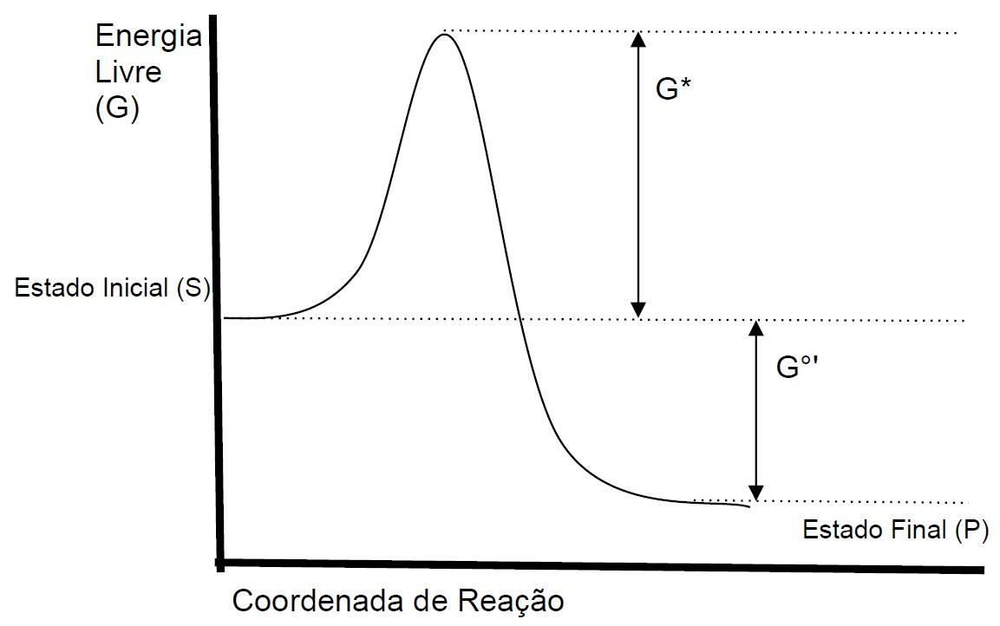 Energia
Livre
(G)
G*
Estado Inicial (S)
G°'
Estado Final (P)
Coordenada de Reação